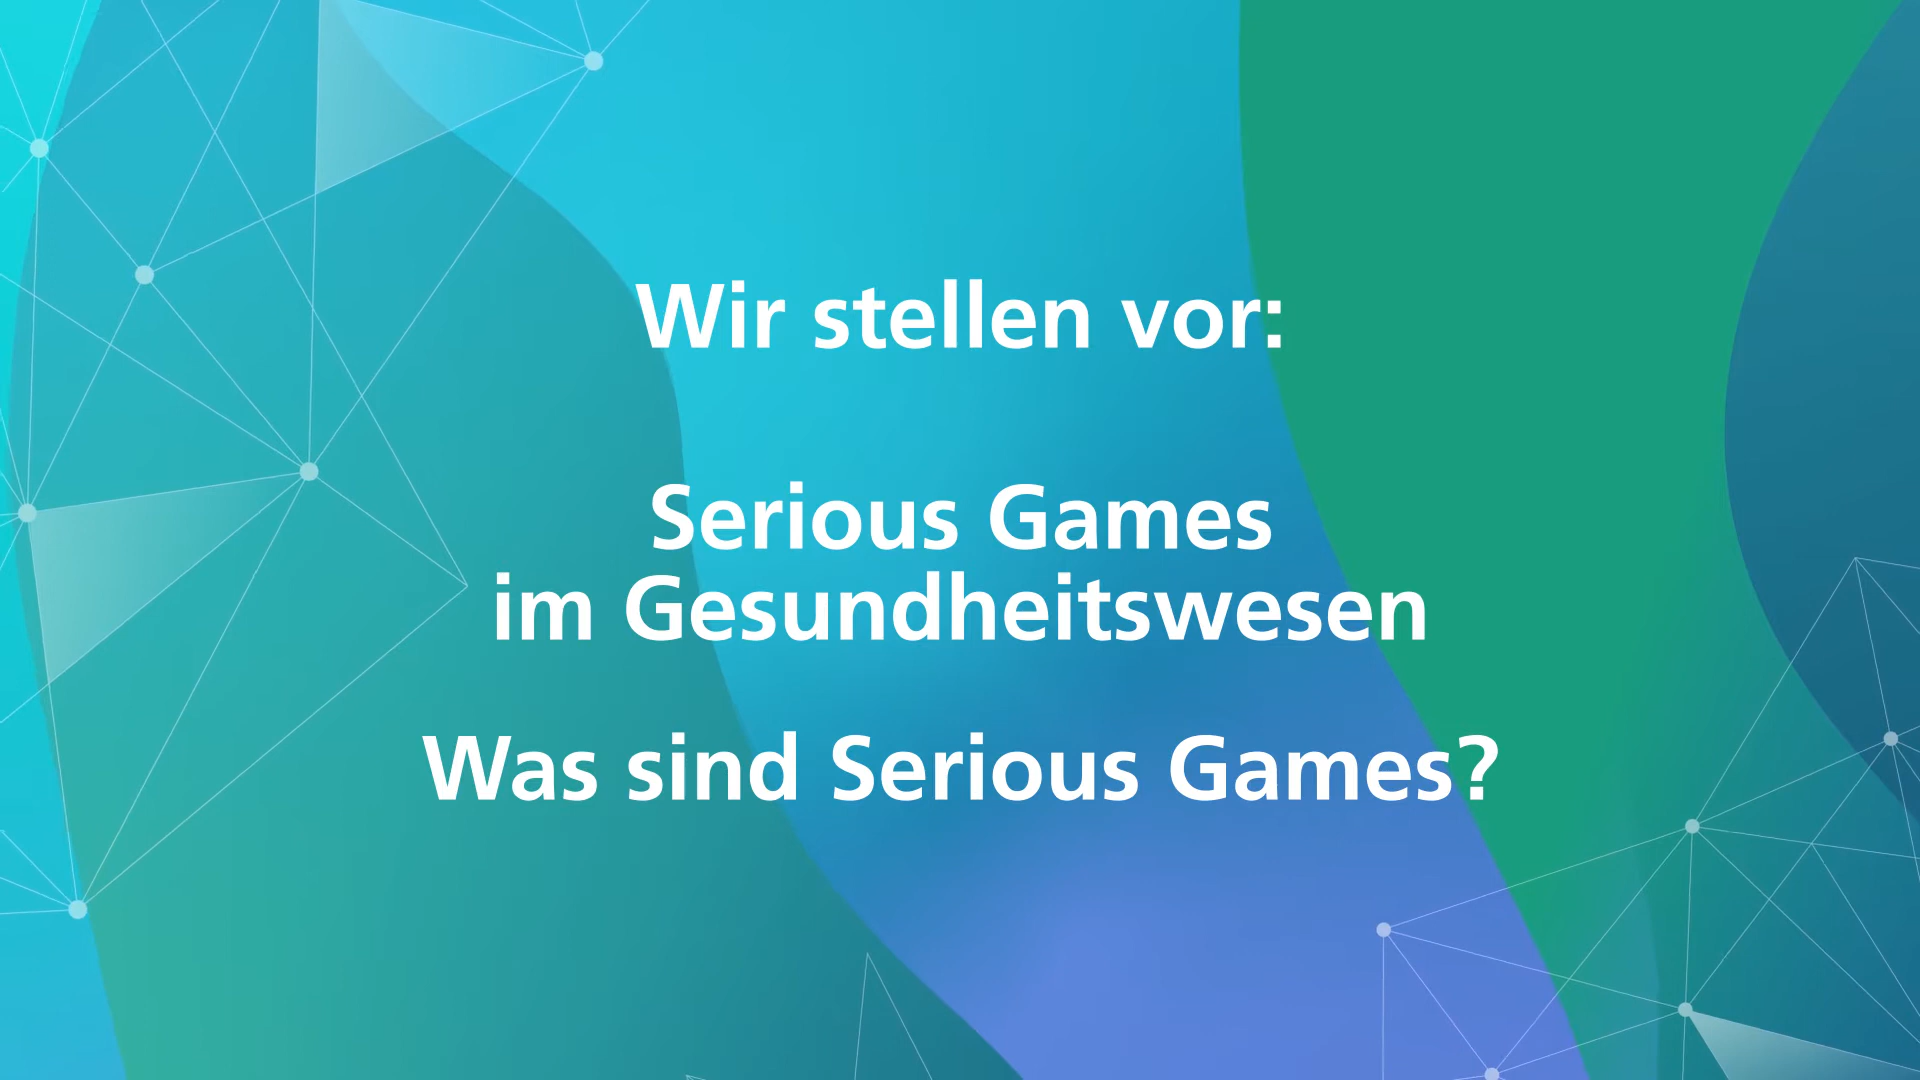 Wir stellen vor:
Serious Games
im Gesundheitswesen
Was sind Serious Games?